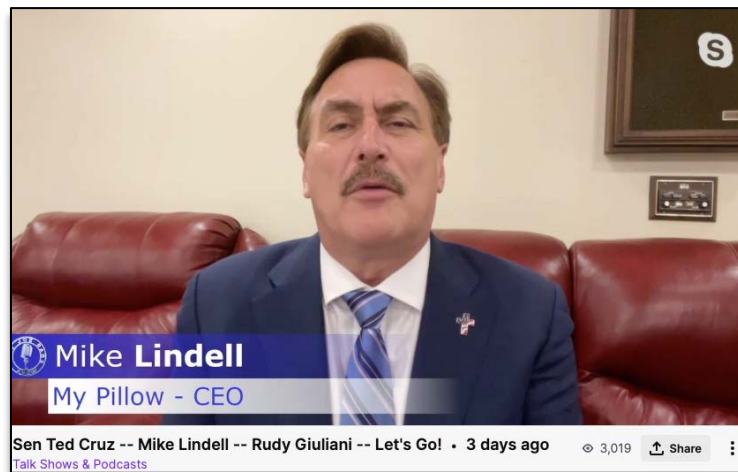 S
Mike Lindell
My Pillow - CEO
Sen Ted Cruz -- Mike Lindell -- Rudy Giuliani -- Let's Go! • 3 days ago
3,019
Share
Talk Shows & Podcasts